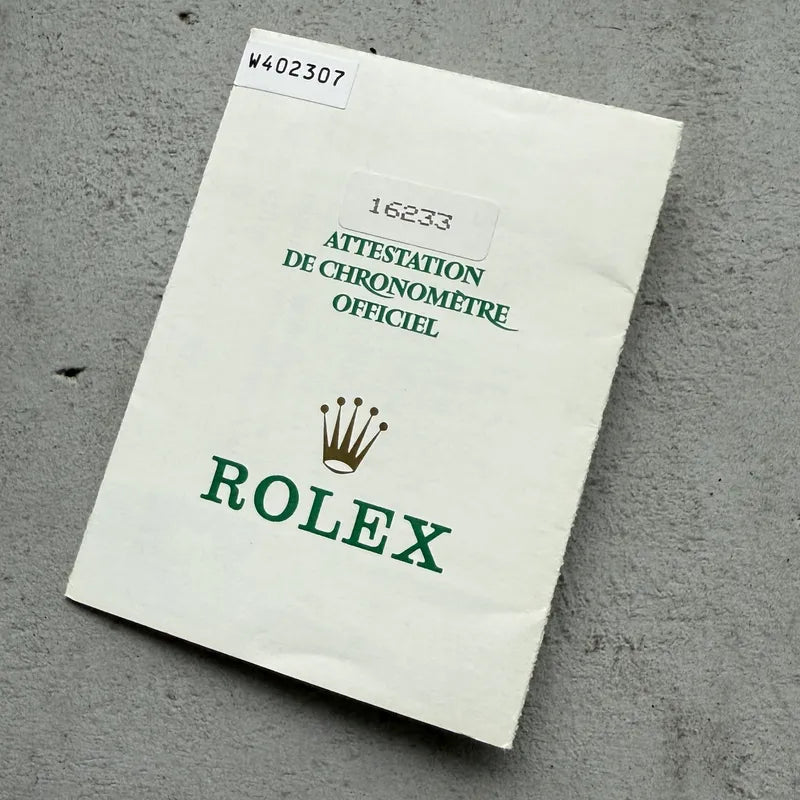 W402307
16233
ATTESTATION
DE CHRONOMÈTRE
OFFICIEL
ROLEX